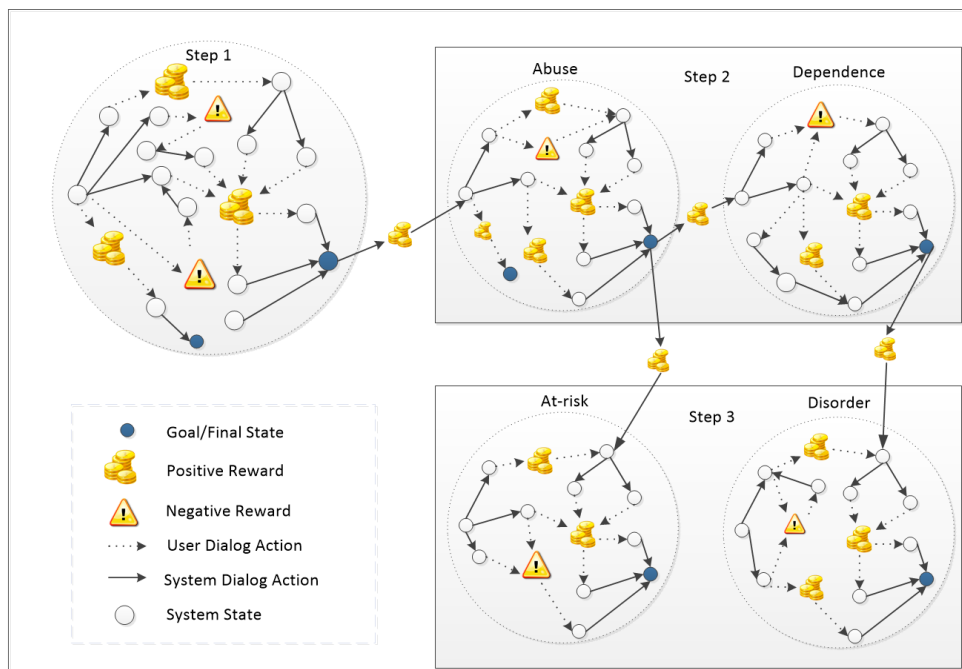 Step 1
Abuse
Step 2
Dependence
At-risk
Step 3
Disorder
Goal/Final State
Positive Reward
Negative Reward
User Dialog Action
System Dialog Action
System State